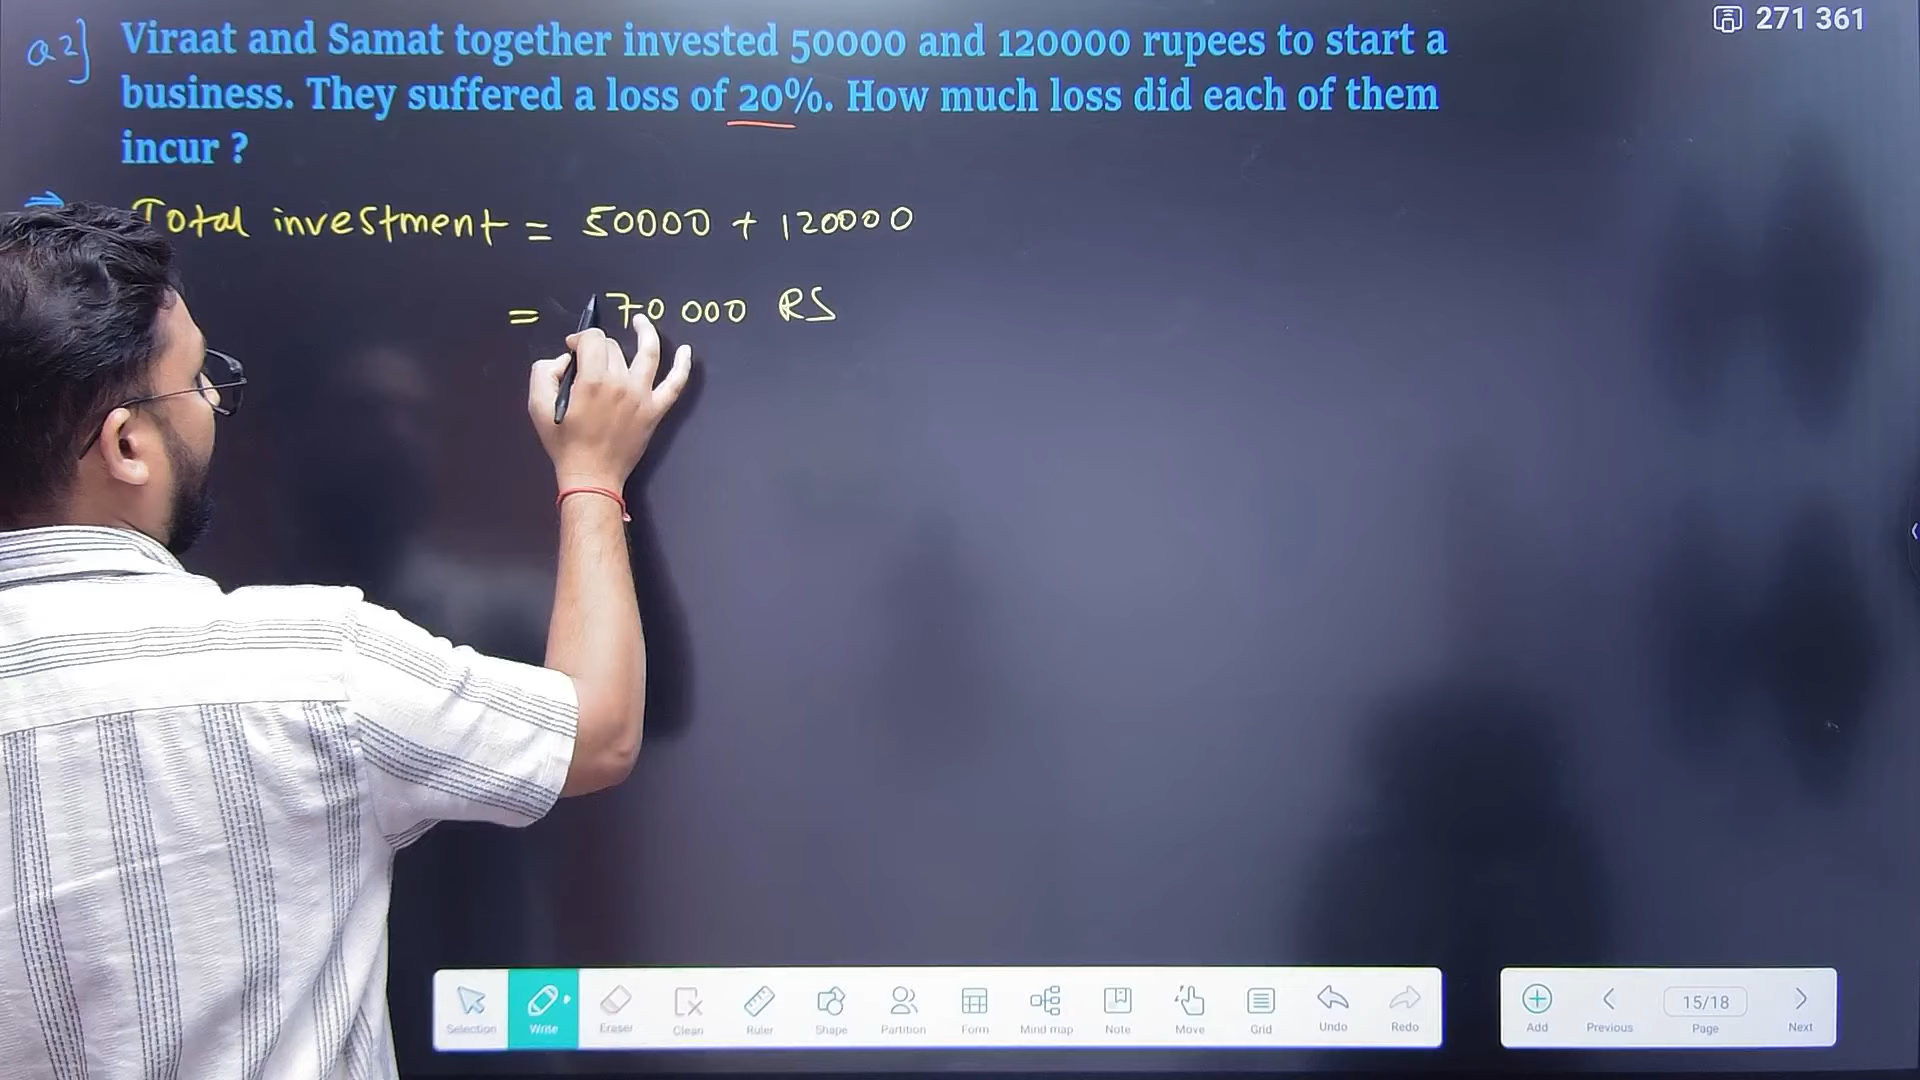 271 361
Q2]
Viraat and Samat together invested 50000 and 120000 rupees to start a
business. They suffered a loss of 20%. How much loss did each of them
incur ?
⇒ Total investment = 50000 + 120000
= 70 000 RS
Selection Write Eraser Clean Ruler Shape Partition Form Mind map Note Move Grid Undo Redo
Add Previous 15/18 Page Next